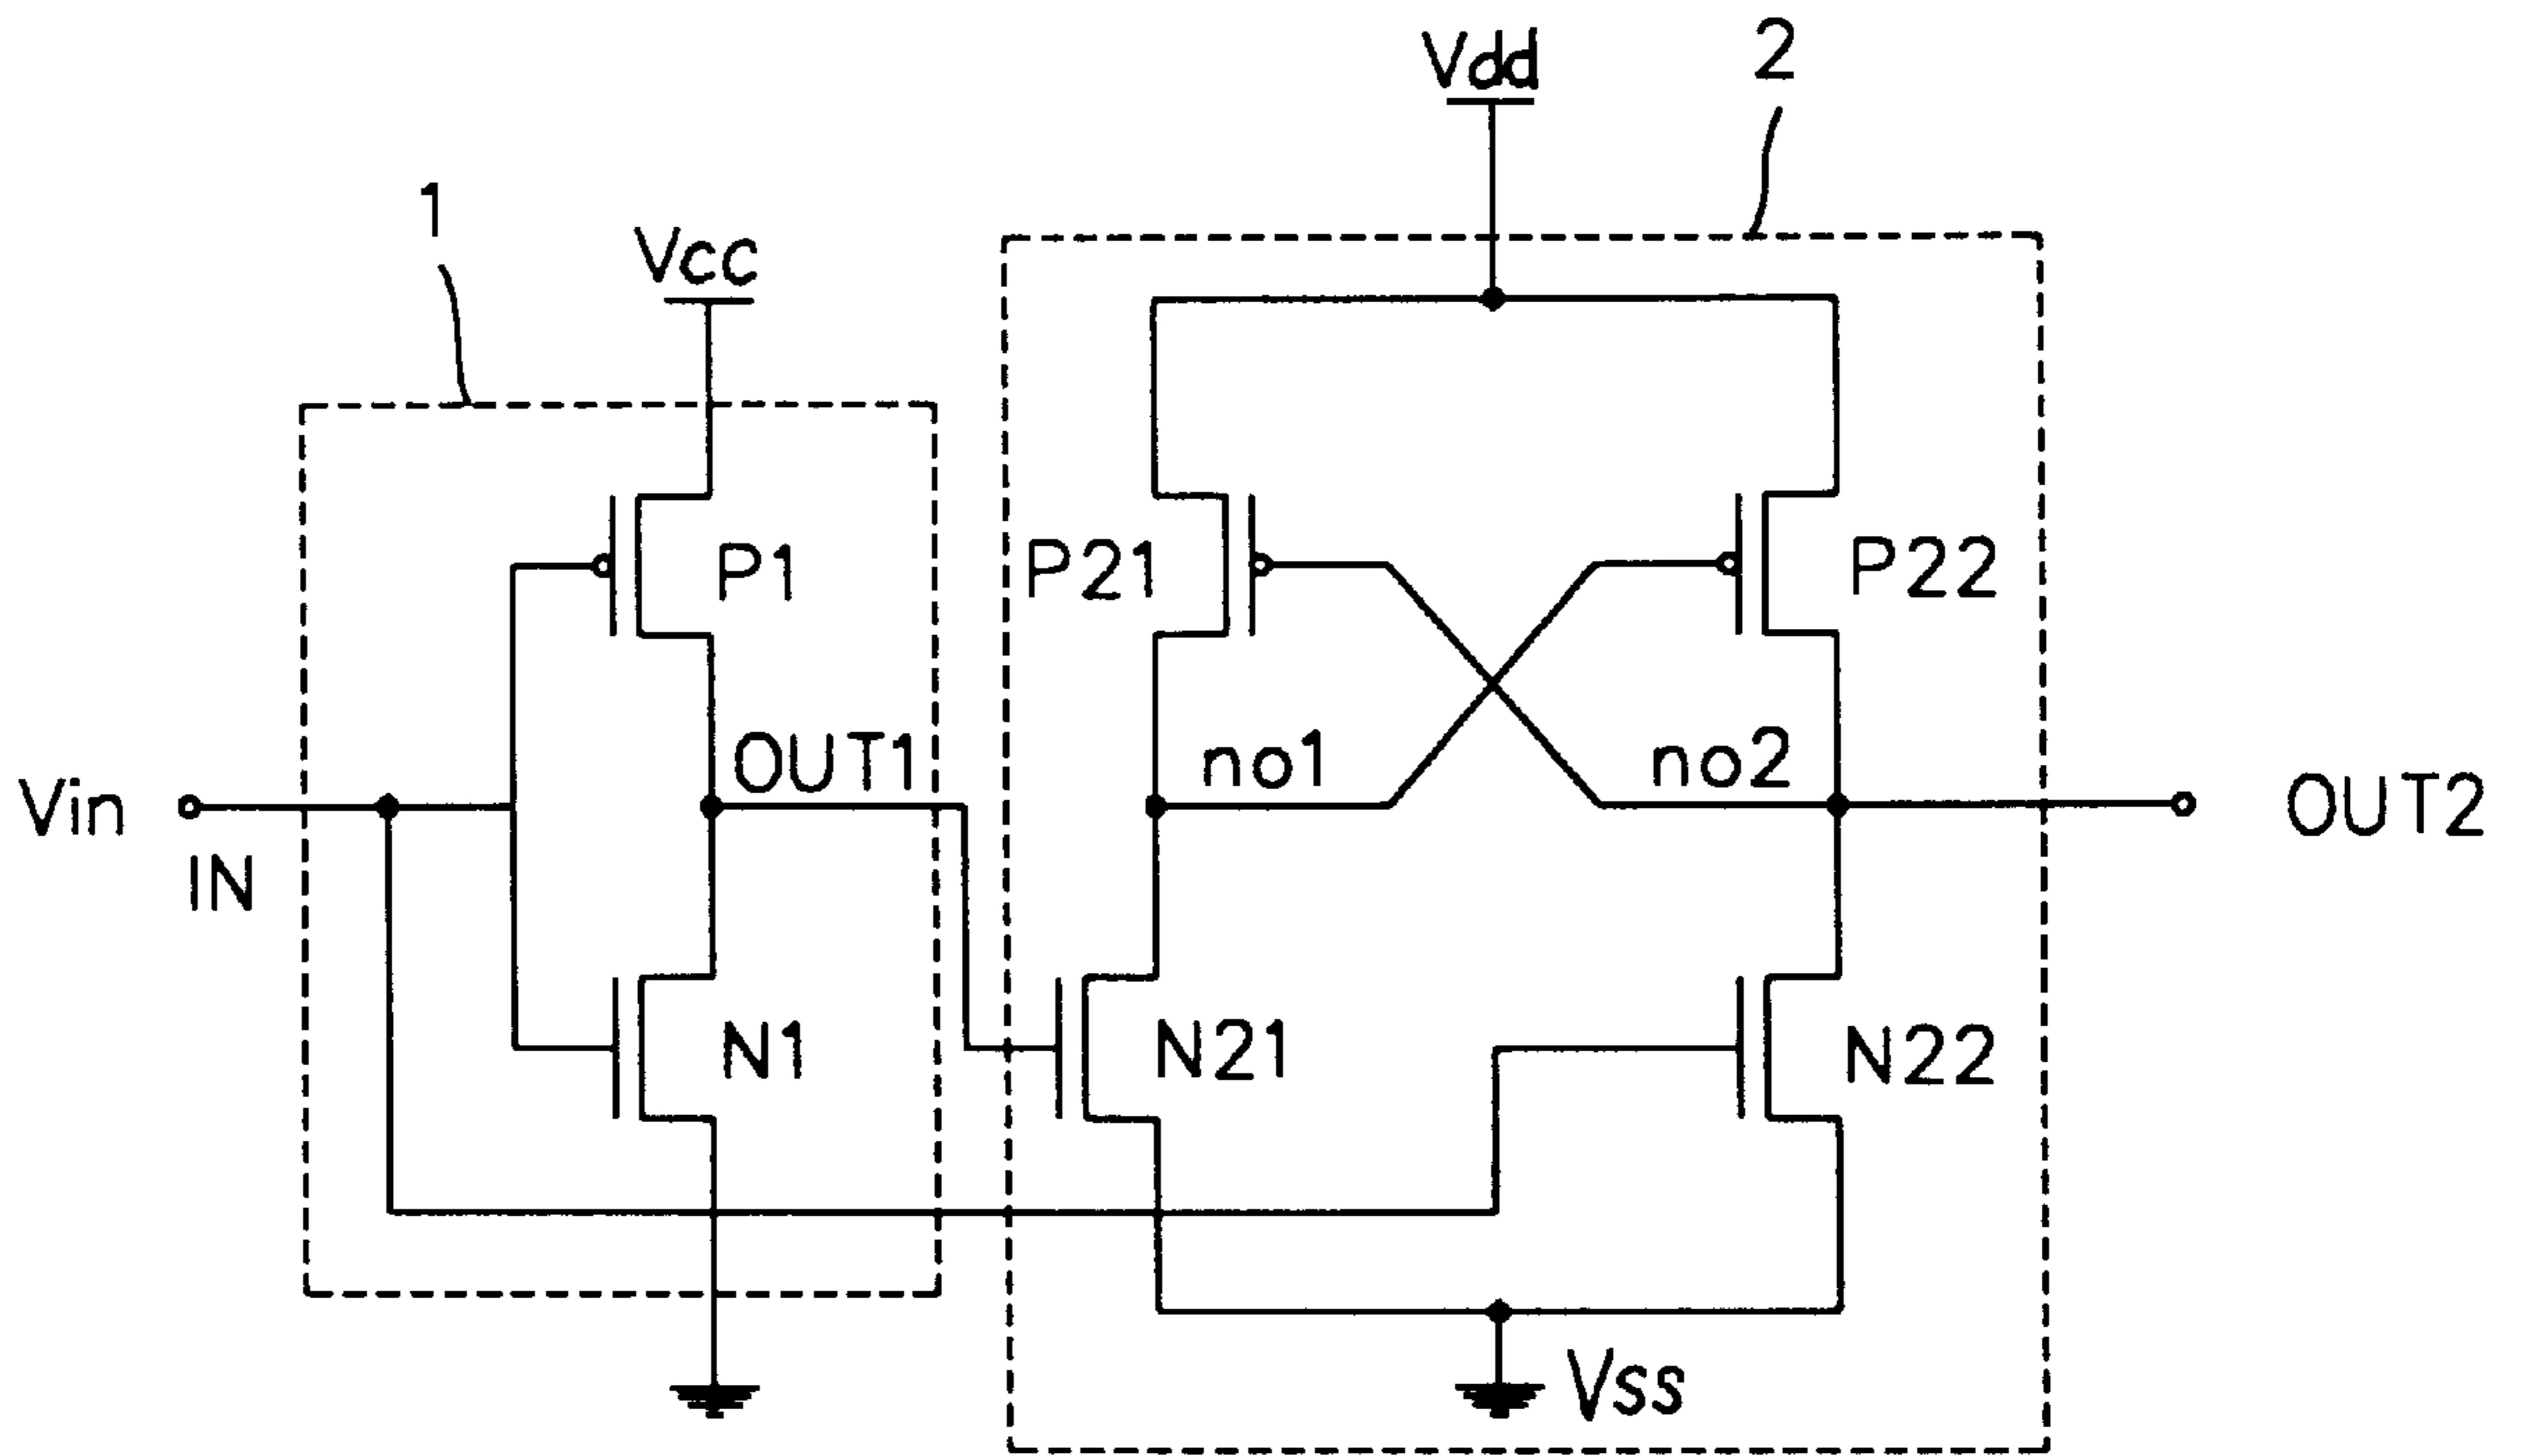 Vdd
2
1
Vcc
P1
P21
P22
OUT1
no1
no2
Vin
IN
OUT2
N1
N21
N22
Vss